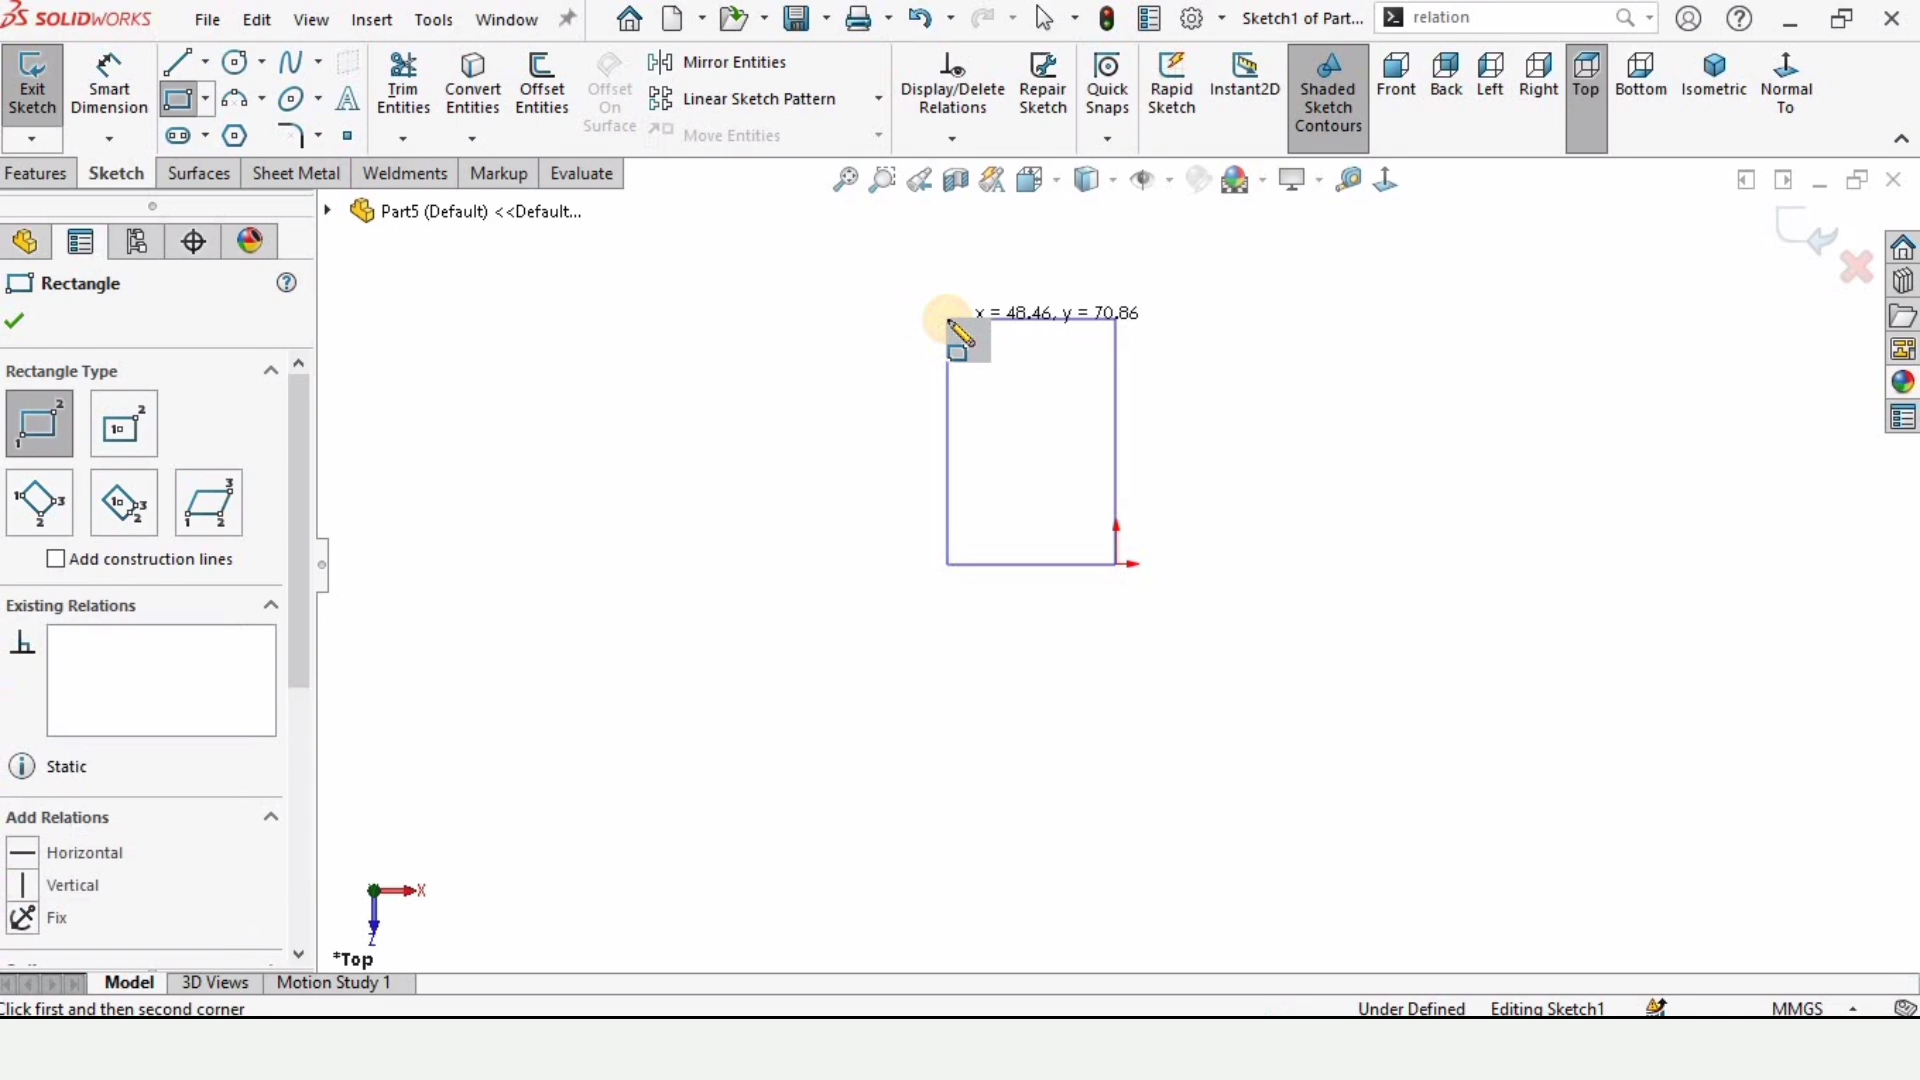 SOLIDWORKS File Edit View Insert Tools Window Sketch1 of Part... relation
Exit Sketch
Smart Dimension
Trim Entities
Convert Entities
Offset Entities
Offset On Surface
Mirror Entities
Linear Sketch Pattern
Move Entities
Display/Delete Relations
Repair Sketch
Quick Snaps
Rapid Sketch
Instant2D
Shaded Sketch Contours
Front Back Left Right Top Bottom Isometric Normal To
Features Sketch Surfaces Sheet Metal Weldments Markup Evaluate
Part5 (Default) <<Default...
Rectangle
x = 48.46, y = 70.86
Rectangle Type
Add construction lines
Existing Relations
Static
Add Relations
Horizontal
Vertical
Fix
X
Z
*Top
Model 3D Views Motion Study 1
Click first and then second corner Under Defined Editing Sketch1 MMGS